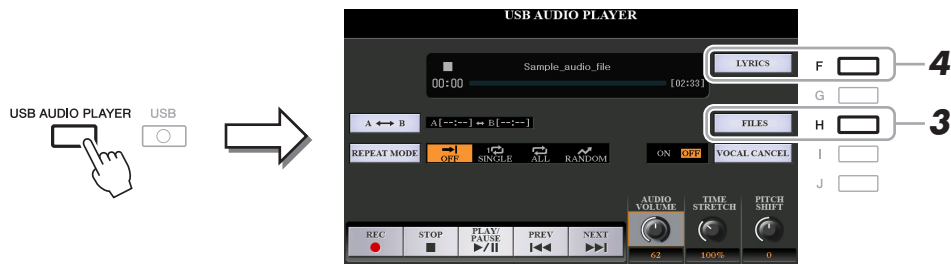 USB AUDIO PLAYER
USB AUDIO PLAYER USB
Sample_audio_file
00:00 [02:33]
LYRICS F 4
G
A ↔ B A[--:--] ↔ B[--:--] FILES H 3
REPEAT MODE OFF 1 SINGLE ALL RANDOM ON OFF VOCAL CANCEL I
J
AUDIO VOLUME TIME STRETCH PITCH SHIFT
REC STOP PLAY/PAUSE PREV NEXT
62 100% 0